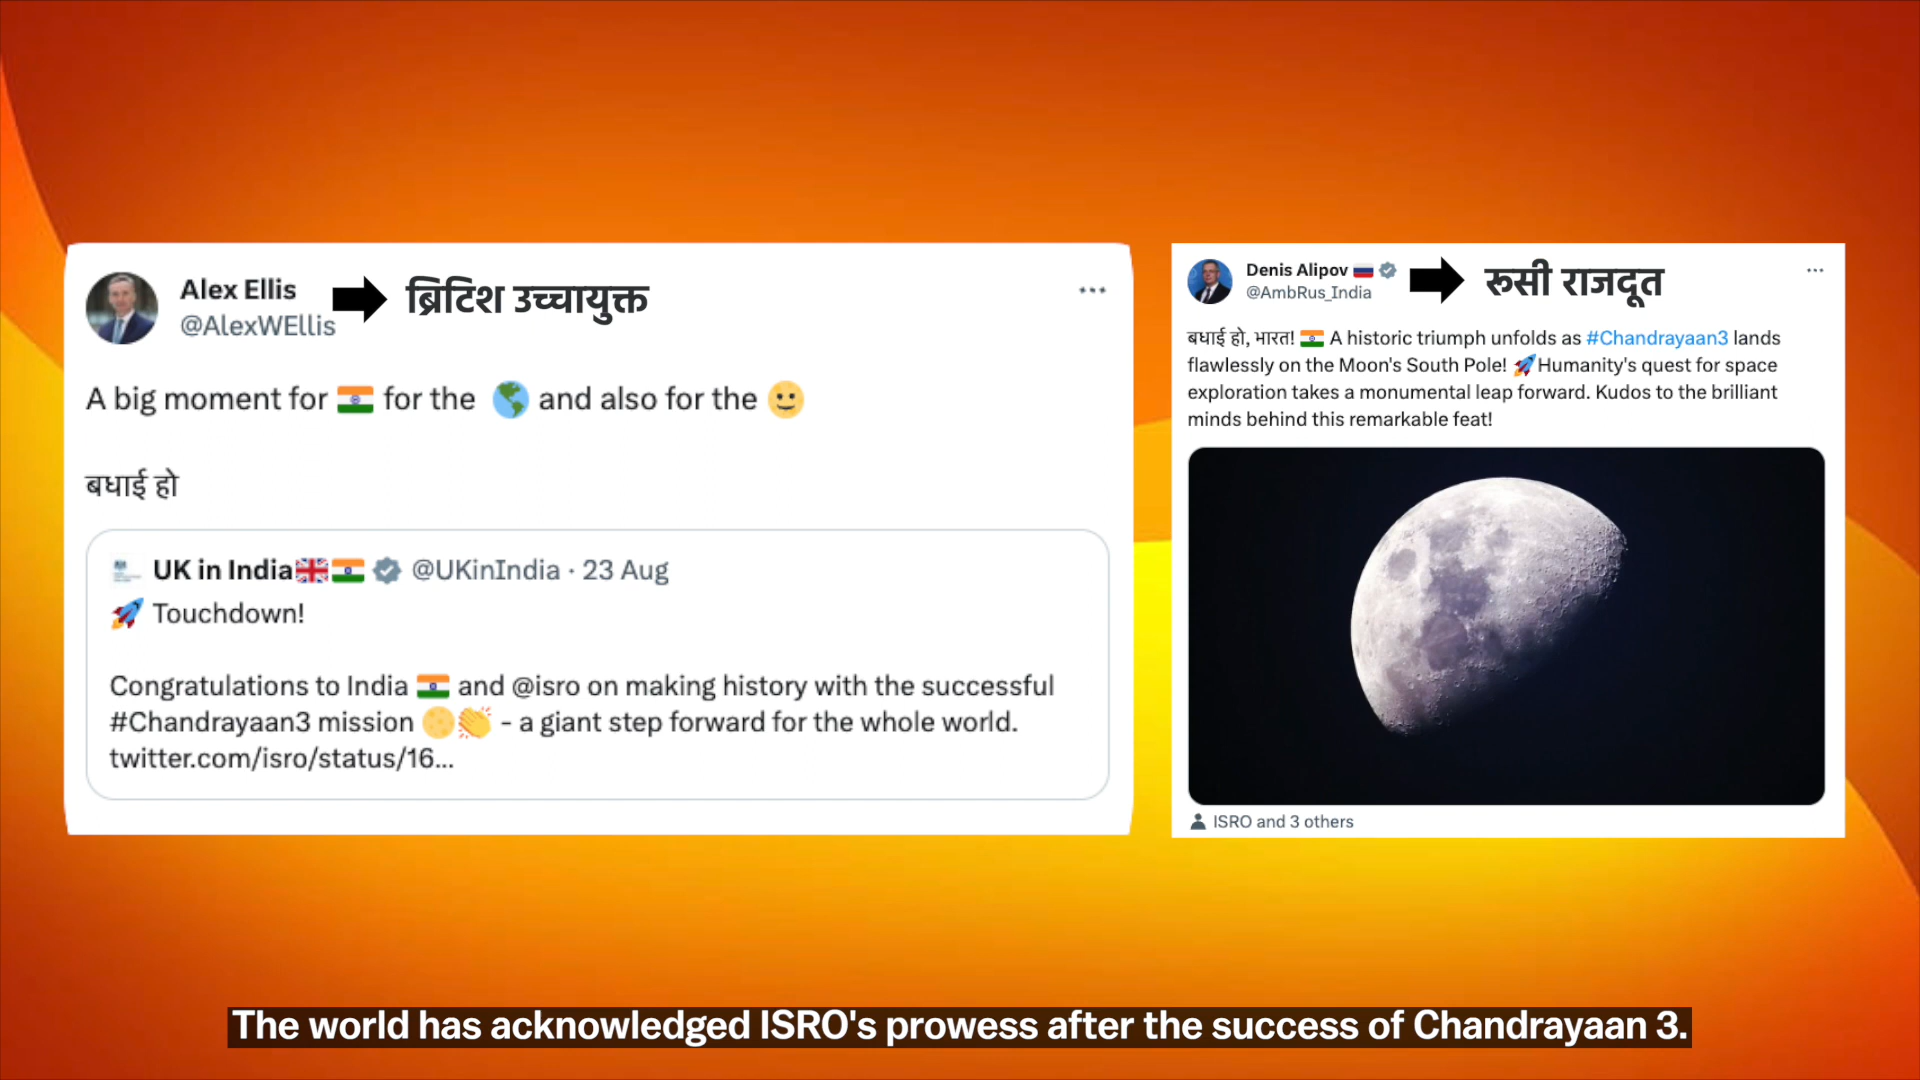 Alex Ellis
@AlexWEllis
ब्रिटिश उच्चायुक्त
A big moment for 🇮🇳 for the 🌎 and also for the 🙂
बधाई हो
UK in India🇬🇧🇮🇳 @UKinIndia · 23 Aug
🚀 Touchdown!
Congratulations to India 🇮🇳 and @isro on making history with the successful
#Chandrayaan3 mission 🌕👏 - a giant step forward for the whole world.
twitter.com/isro/status/16...
Denis Alipov 🇷🇺
@AmbRus_India
रूसी राजदूत
बधाई हो, भारत! 🇮🇳 A historic triumph unfolds as #Chandrayaan3 lands
flawlessly on the Moon's South Pole! 🚀Humanity's quest for space
exploration takes a monumental leap forward. Kudos to the brilliant
minds behind this remarkable feat!
ISRO and 3 others
The world has acknowledged ISRO's prowess after the success of Chandrayaan 3.